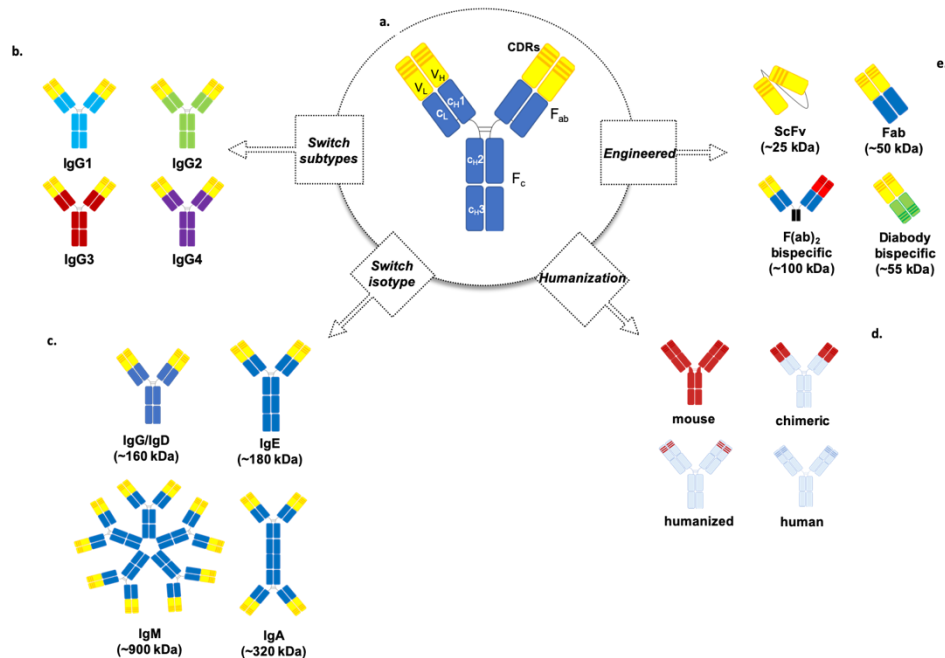 a.
CDRs
VH
VL
cH1
cL
Fab
cH2
Fc
cH3
b.
IgG1
IgG2
IgG3
IgG4
Switch
subtypes
Engineered
Switch
isotype
Humanization
e.
ScFv
(~25 kDa)
Fab
(~50 kDa)
F(ab)2
bispecific
(~100 kDa)
Diabody
bispecific
(~55 kDa)
c.
IgG/IgD
(~160 kDa)
IgE
(~180 kDa)
IgM
(~900 kDa)
IgA
(~320 kDa)
d.
mouse
chimeric
humanized
human